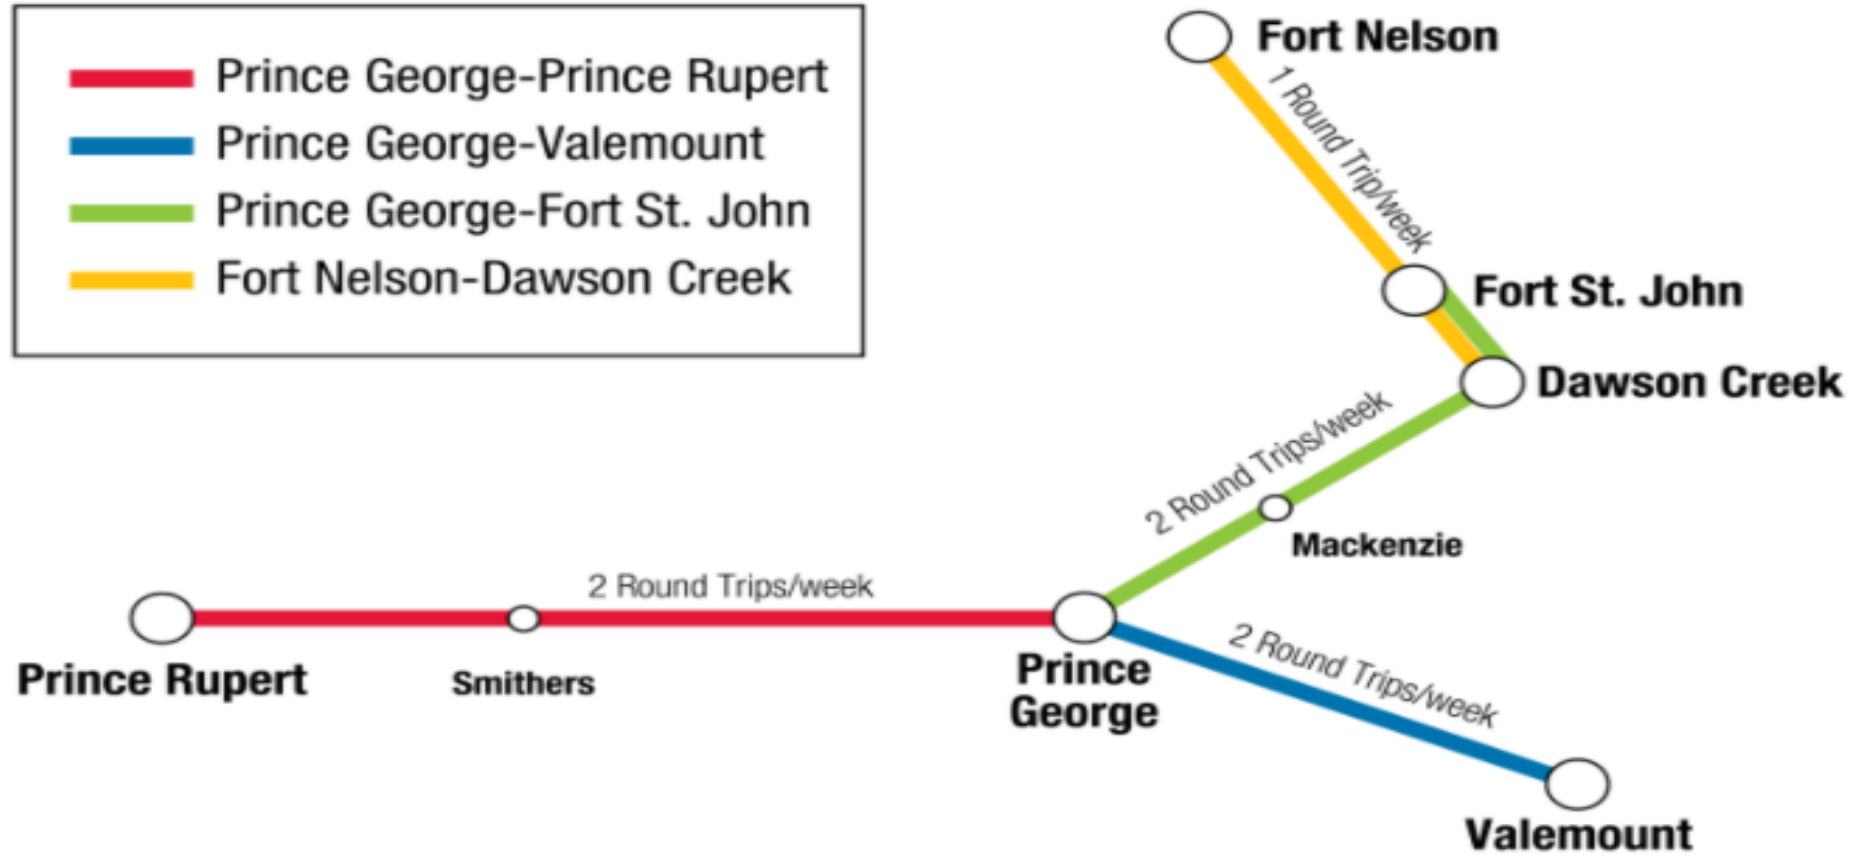 Prince George-Prince Rupert
Prince George-Valemount
Prince George-Fort St. John
Fort Nelson-Dawson Creek
Fort Nelson
1 Round Trip/week
Fort St. John
Dawson Creek
2 Round Trips/week
Mackenzie
2 Round Trips/week
Prince Rupert
Smithers
Prince
George
2 Round Trips/week
Valemount